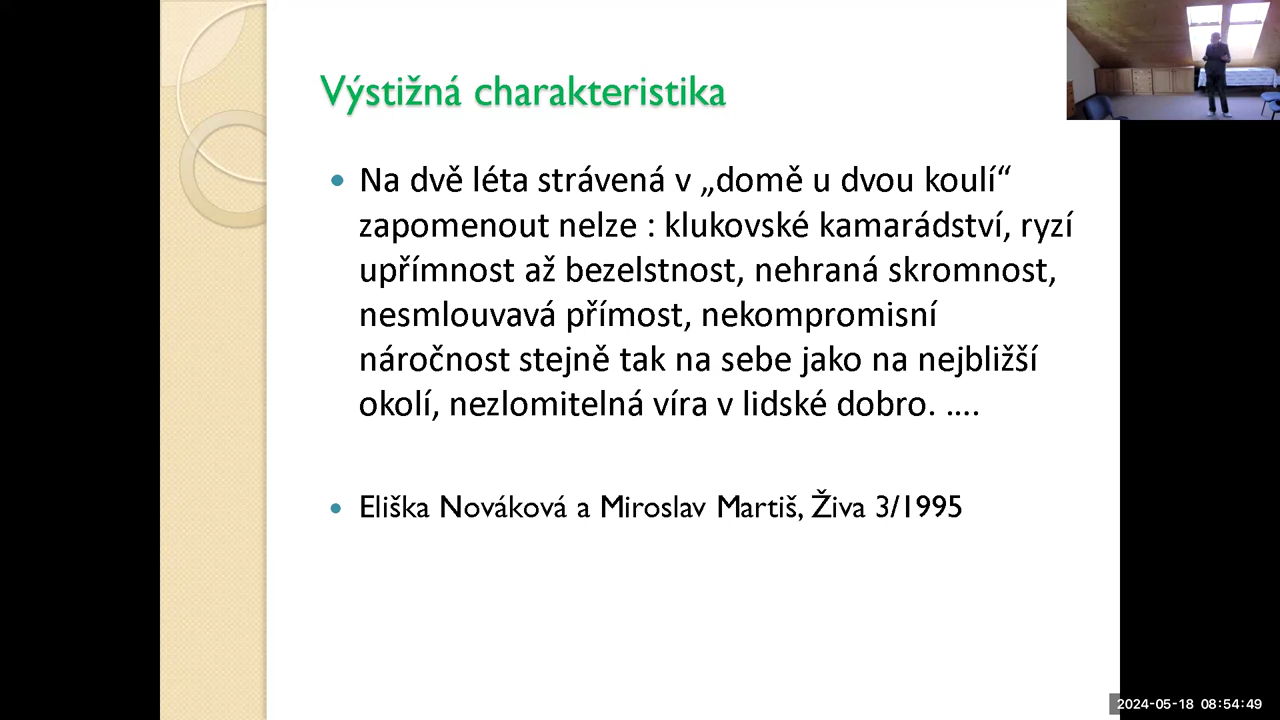 Výstižná charakteristika
Na dvě léta strávená v „domě u dvou koulí“
zapomenout nelze : klukovské kamarádství, ryzí
upřímnost až bezelstnost, nehraná skromnost,
nesmlouvavá přímost, nekompromisní
náročnost stejně tak na sebe jako na nejbližší
okolí, nezlomitelná víra v lidské dobro. ....
Eliška Nováková a Miroslav Martiš, Živa 3/1995
2024-05-18 08:54:49